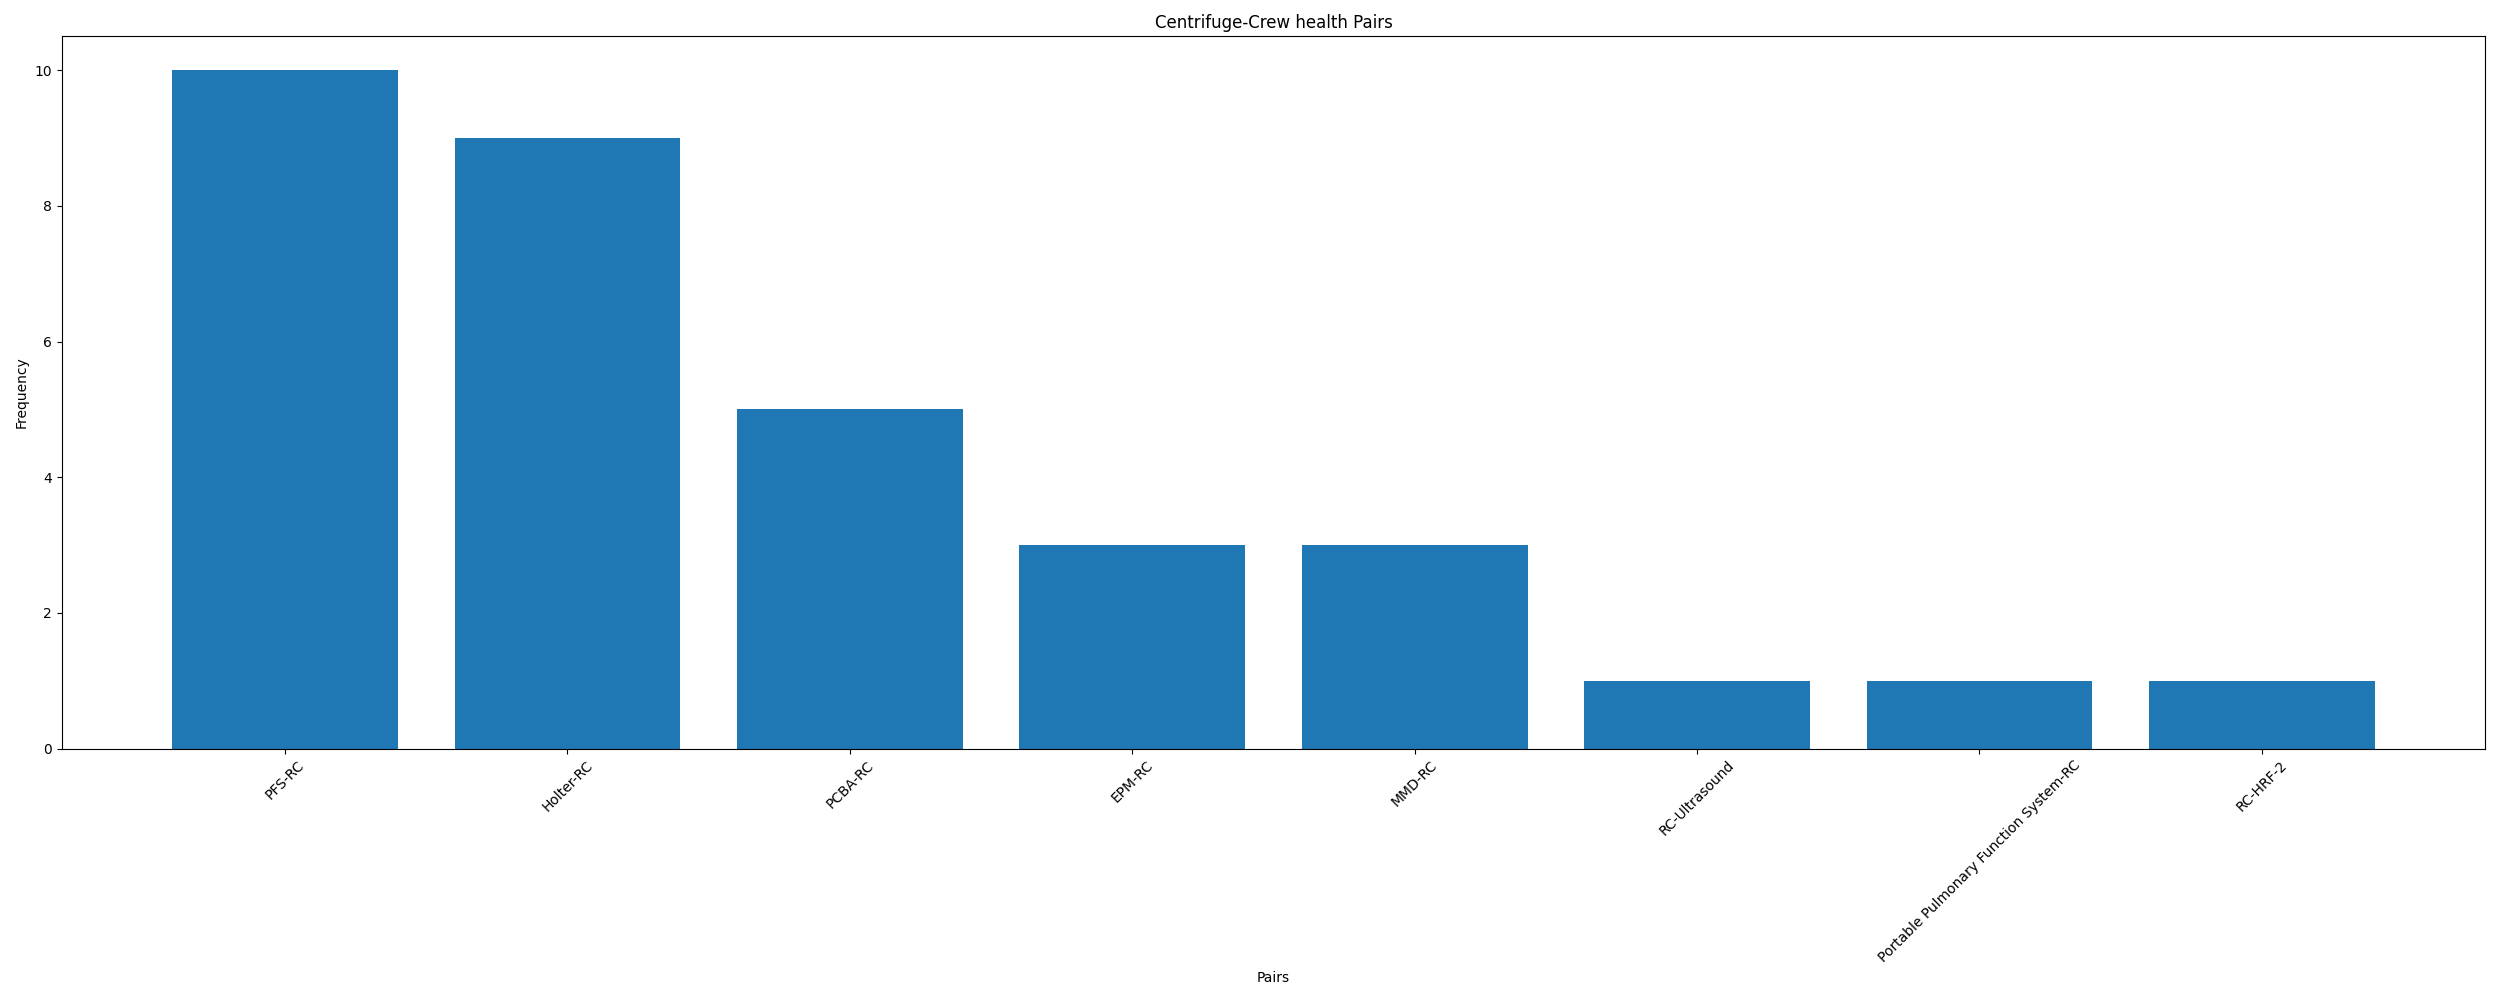 Centrifuge-Crew health Pairs
10
8
6
4
2
0
Frequency
PFS-RC
Holter-RC
PCBA-RC
EPM-RC
MMD-RC
RC-Ultrasound
Portable Pulmonary Function System-RC
RC-HRF-2
Pairs